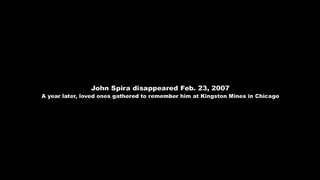 John Spira disappeared Feb. 23, 2007
A year later, loved ones gathered to remember him at Kingston Mines in Chicago